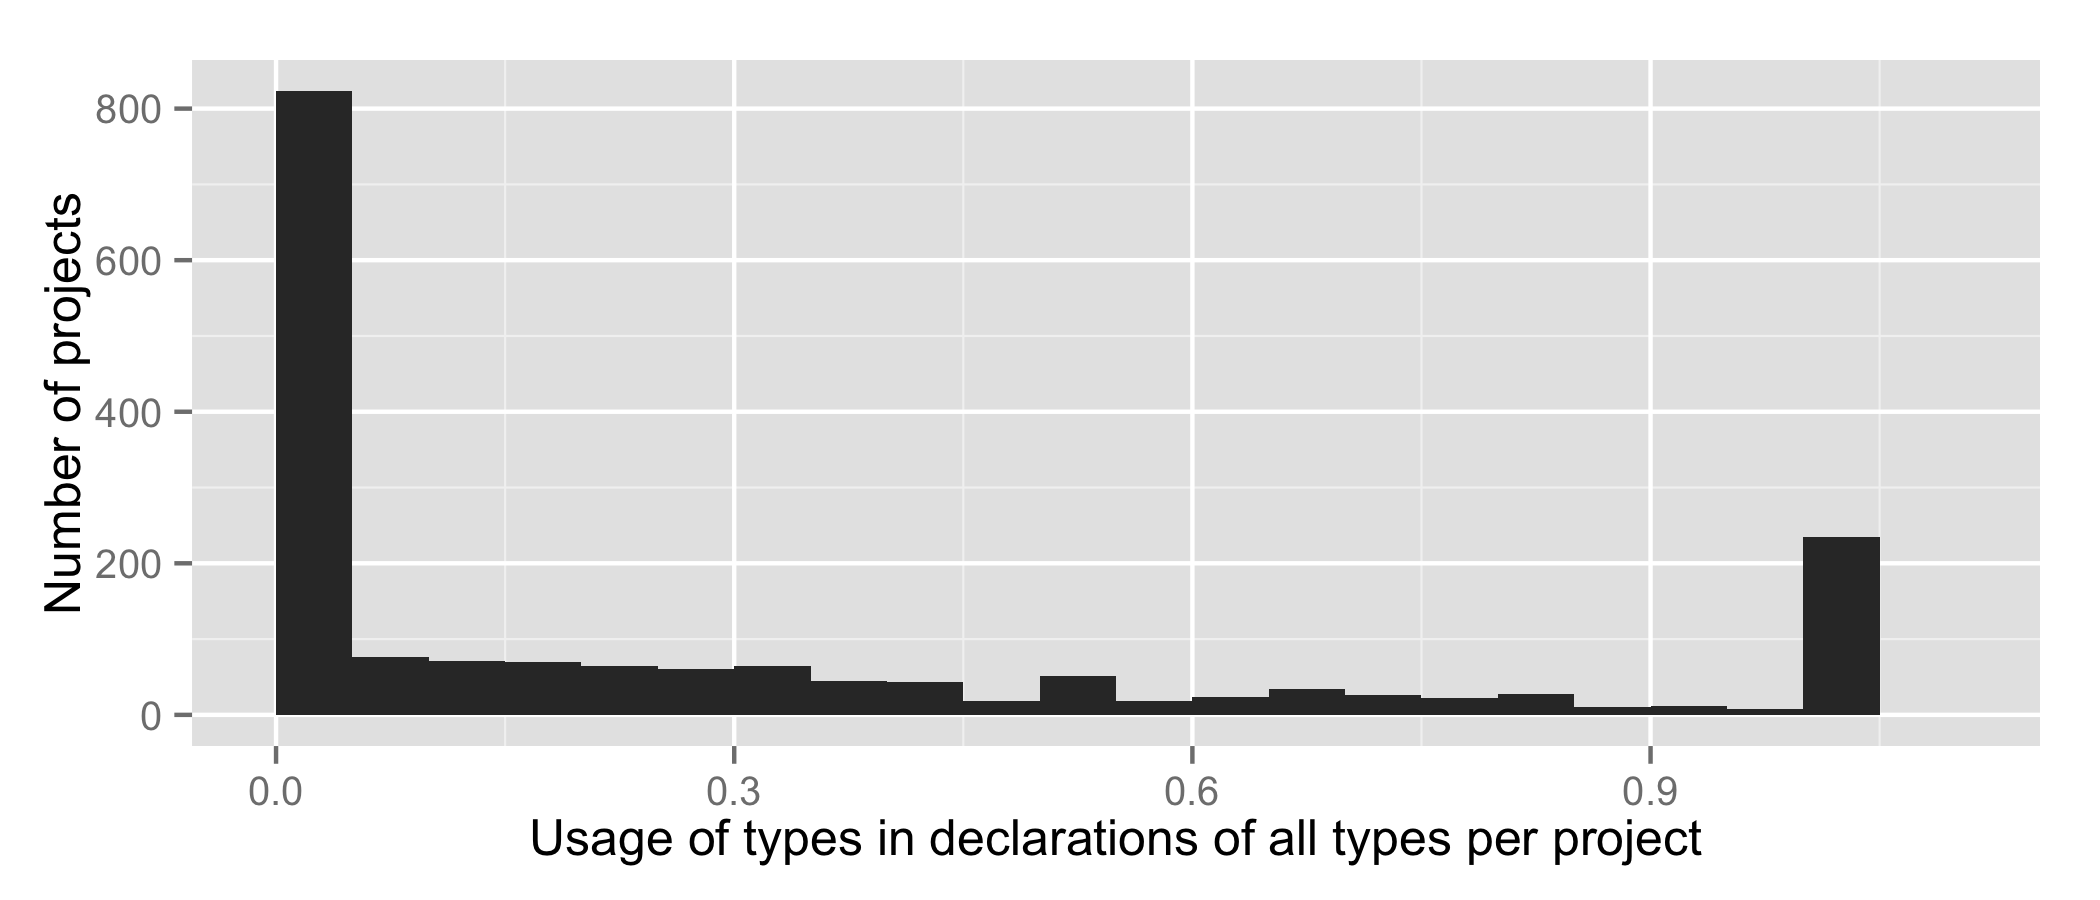 Number of projects
800
600
400
200
0
0.0 0.3 0.6 0.9
Usage of types in declarations of all types per project